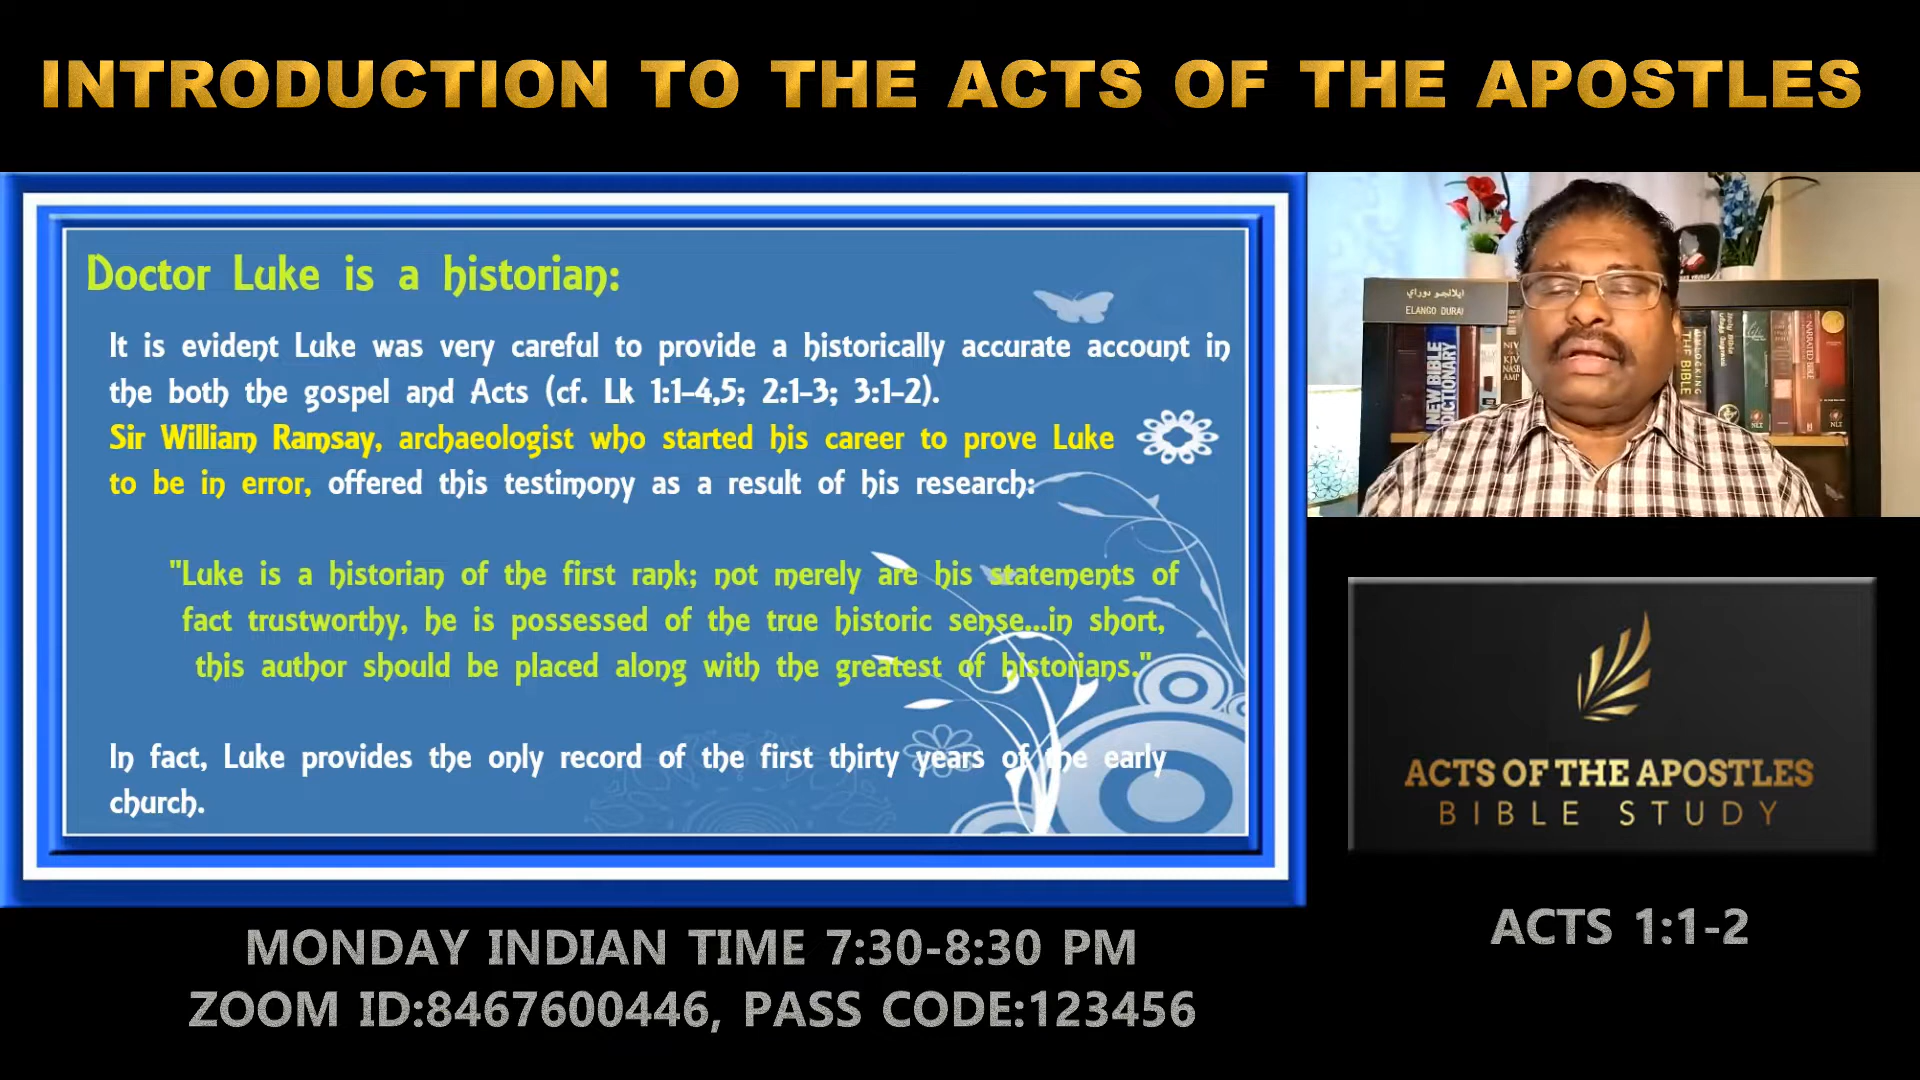 INTRODUCTION TO THE ACTS OF THE APOSTLES
Doctor Luke is a historian:
It is evident Luke was very careful to provide a historically accurate account in
the both the gospel and Acts (cf. Lk 1:1-4,5; 2:1-3; 3:1-2).
Sir William Ramsay, archaeologist who started his career to prove Luke
to be in error, offered this testimony as a result of his research:
"Luke is a historian of the first rank; not merely are his statements of
fact trustworthy, he is possessed of the true historic sense...in short,
this author should be placed along with the greatest of historians."
In fact, Luke provides the only record of the first thirty years of the early
church.
ELANGO DURAI
NEW BIBLE
DICTIONARY
NIV
KJV
NASB
AMP
THE BIBLE
NLT
ACTS OF THE APOSTLES
BIBLE STUDY
ACTS 1:1-2
MONDAY INDIAN TIME 7:30-8:30 PM
ZOOM ID:8467600446, PASS CODE:123456